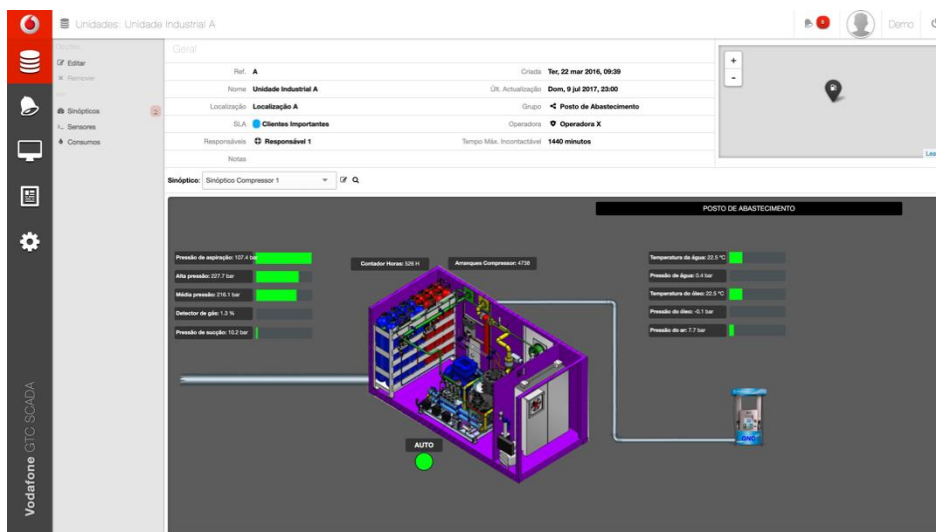 Unidades: Unidade Industrial A
Demo
Opções
Editar
Remover
Ver
Sinópticos
Sensores
Consumos
Geral
Ref. A
Criada Ter, 22 mar 2016, 09:39
Nome Unidade Industrial A
Últ. Actualização Dom, 9 jul 2017, 23:00
Localização Localização A
Grupo Posto de Abastecimento
SLA Clientes Importantes
Operadora Operadora X
Responsáveis Responsável 1
Tempo Máx. Incontactável 1440 minutos
Notas
+
-
Sinóptico: Sinóptico Compressor 1
POSTO DE ABASTECIMENTO
Pressão de aspiração: 107.4 bar
Alta pressão: 227.7 bar
Média pressão: 216.1 bar
Detector de gás: 1.3 %
Pressão de sucção: 10.2 bar
Contador Horas: 526 H
Arranques Compressor: 4738
Temperatura da água: 22.5 ºC
Pressão de água: 0.4 bar
Temperatura do óleo: 22.5 ºC
Pressão do óleo: -0.1 bar
Pressão do ar: 7.7 bar
AUTO
Vodafone GTC SCADA